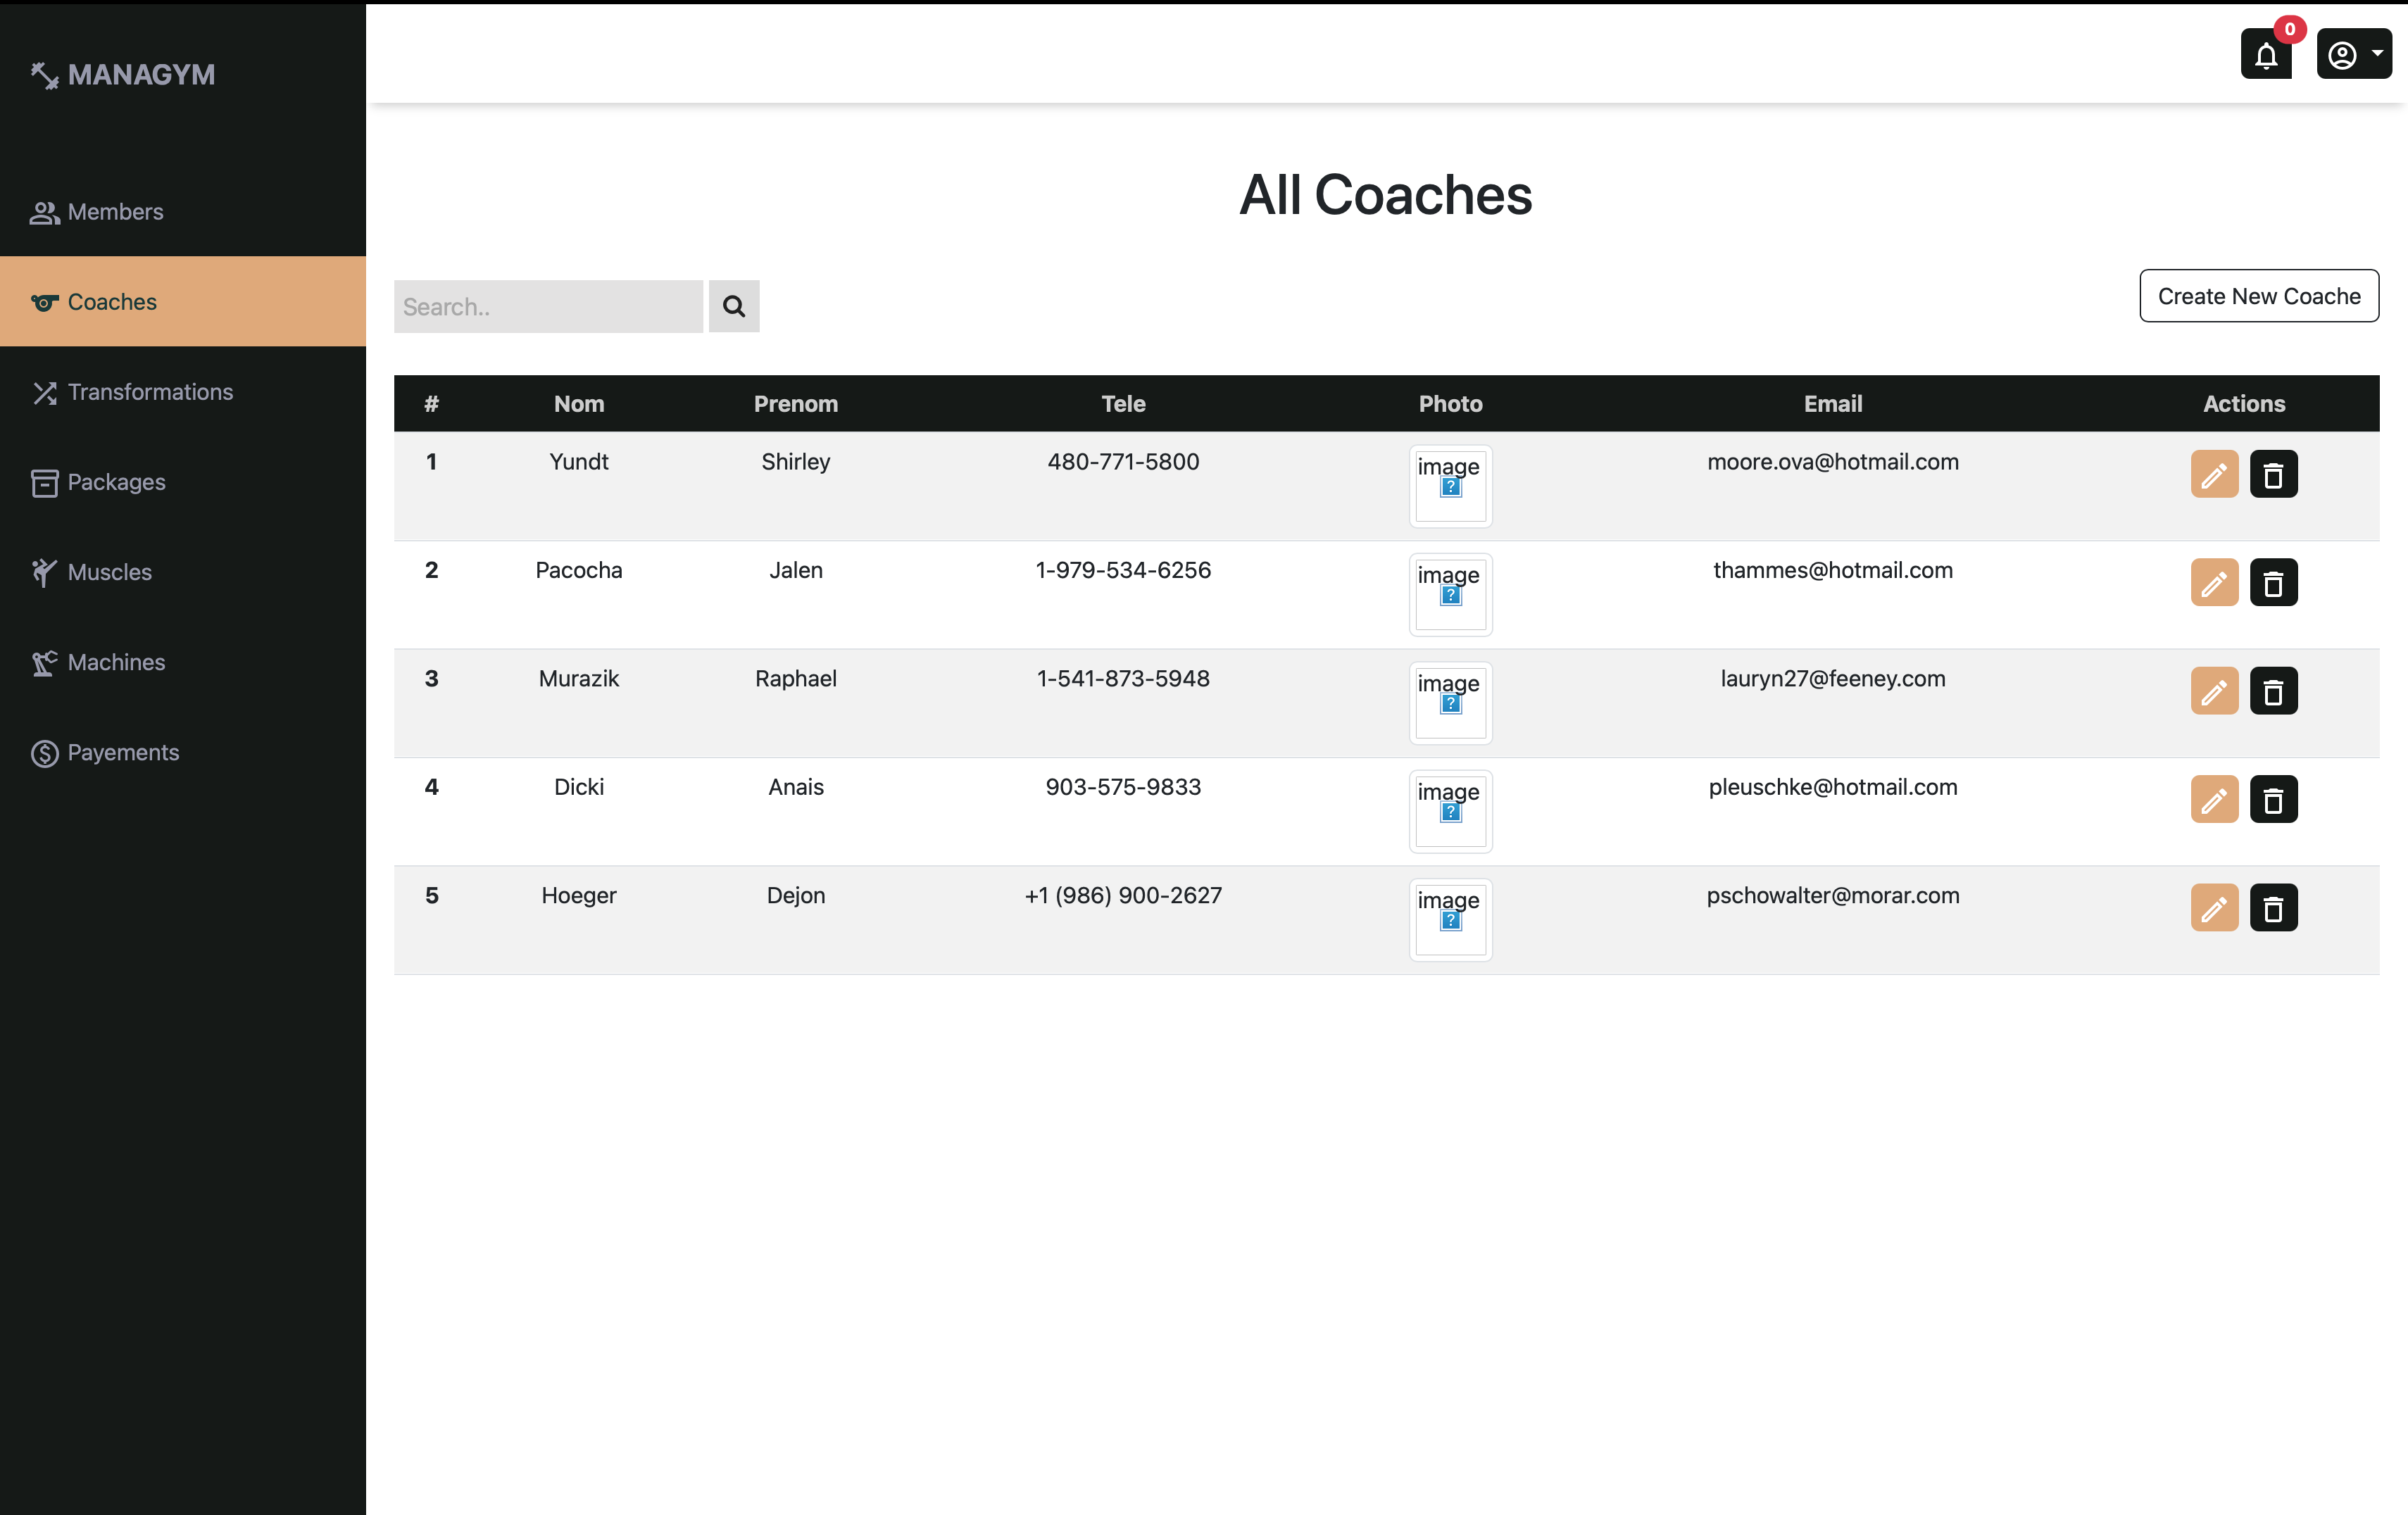 MANAGYM
0
Members
Coaches
Transformations
Packages
Muscles
Machines
Payements
All Coaches
Search..
Create New Coache
# Nom Prenom Tele Photo Email Actions
1 Yundt Shirley 480-771-5800 image moore.ova@hotmail.com
2 Pacocha Jalen 1-979-534-6256 image thammes@hotmail.com
3 Murazik Raphael 1-541-873-5948 image lauryn27@feeney.com
4 Dicki Anais 903-575-9833 image pleuschke@hotmail.com
5 Hoeger Dejon +1 (986) 900-2627 image pschowalter@morar.com